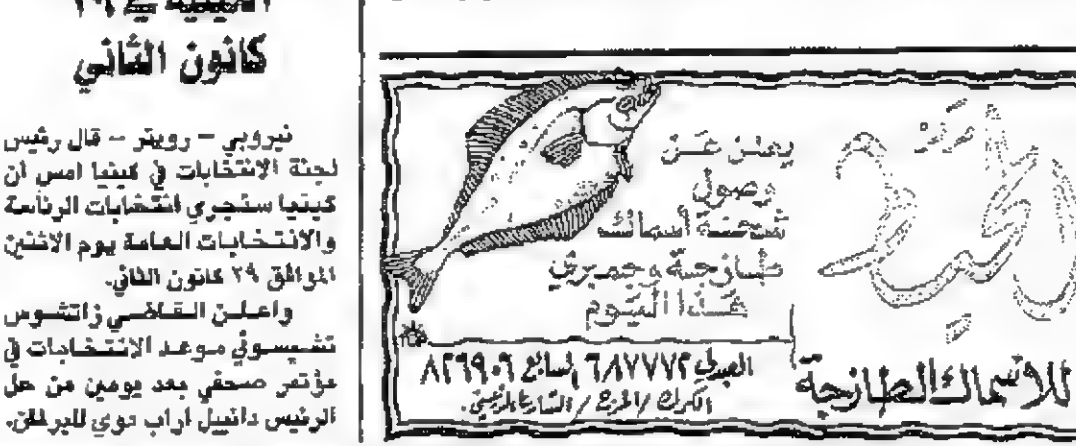 كانون الثاني
نيروبي – رويتر – قال رئيس
لجنة الانتخابات في كينيا امس ان
كينيا ستجري انتخابات الرئاسة
والانتخابات العامة يوم الاثنين
الموافق ٢٩ كانون الثاني.
واعلن القاضي زاتشوس
تشيسوني موعد الانتخابات في
مؤتمر صحفي بعد يومين من حل
الرئيس دانييل اراب موي للبرلمان.
يعلن عن
وصول
شحنة أسماك
طازجة وجمبري
هذا اليوم
العبدلي ٦٨٧٧٧٢ السابع ٨٢٦٩٠٦
الكرك / المرج / الشارع الرئيسي.
للأسماك الطازجة